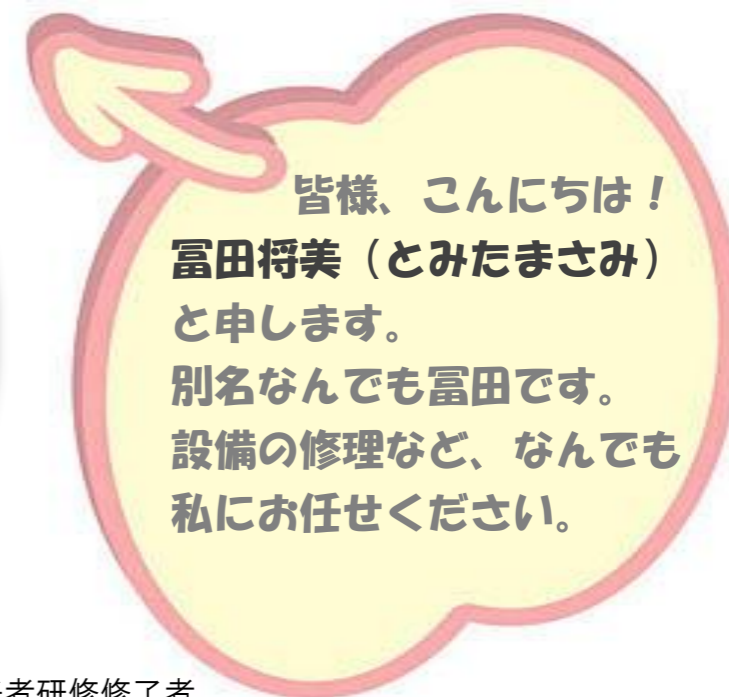 皆様、こんにちは！
冨田将美（とみたまさみ）
と申します。
別名なんでも冨田です。
設備の修理など、なんでも
私にお任せください。
者研修修了者